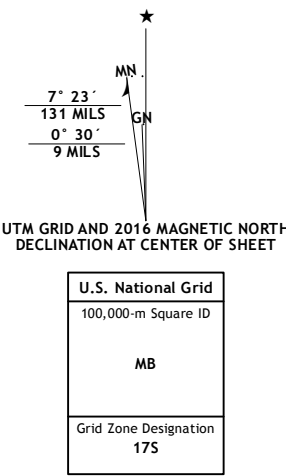 MN
7° 23´
131 MILS
GN
0° 30´
9 MILS
UTM GRID AND 2016 MAGNETIC NORTH
DECLINATION AT CENTER OF SHEET
U.S. National Grid
100,000-m Square ID
MB
Grid Zone Designation
17S